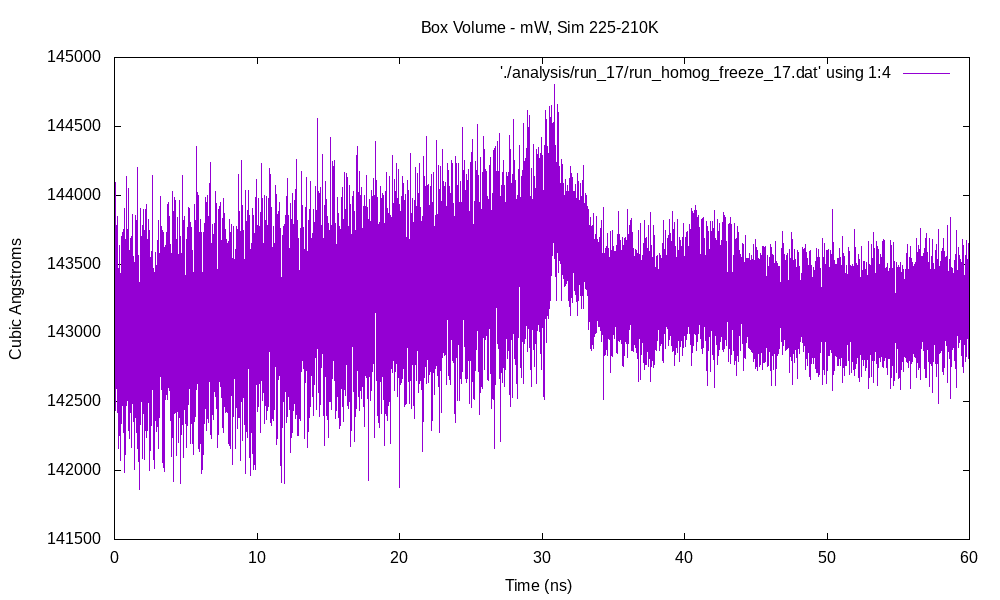 Box Volume - mW, Sim 225-210K
'./analysis/run_17/run_homog_freeze_17.dat' using 1:4
145000
144500
144000
143500
143000
142500
142000
141500
Cubic Angstroms
0 10 20 30 40 50 60
Time (ns)